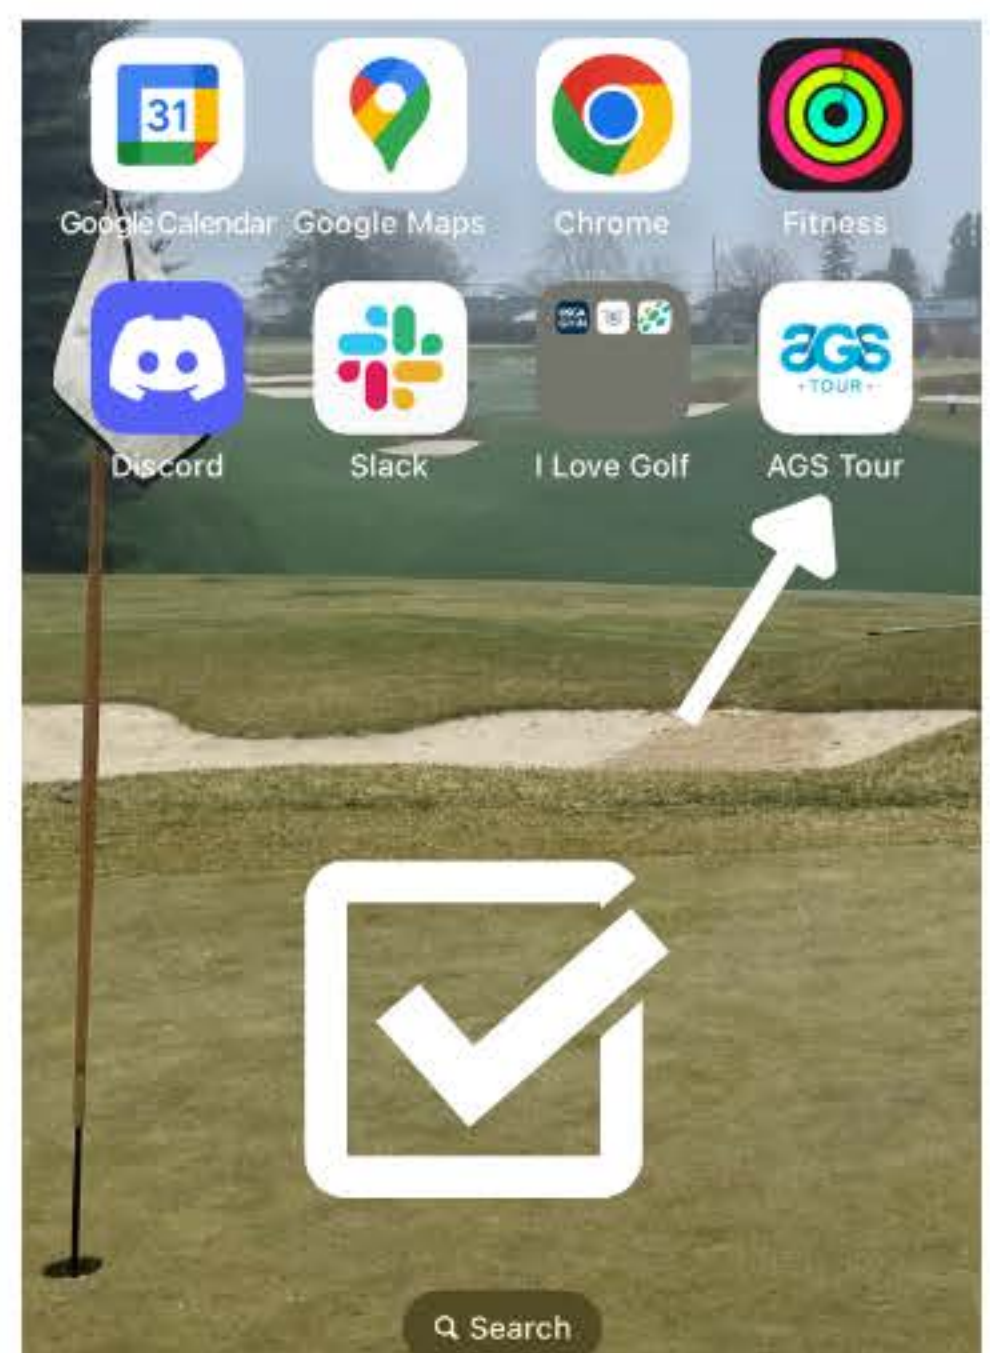 31
Google Calendar
Google Maps
Chrome
Fitness
AGS
TOUR
Discord
Slack
I Love Golf
AGS Tour
Search